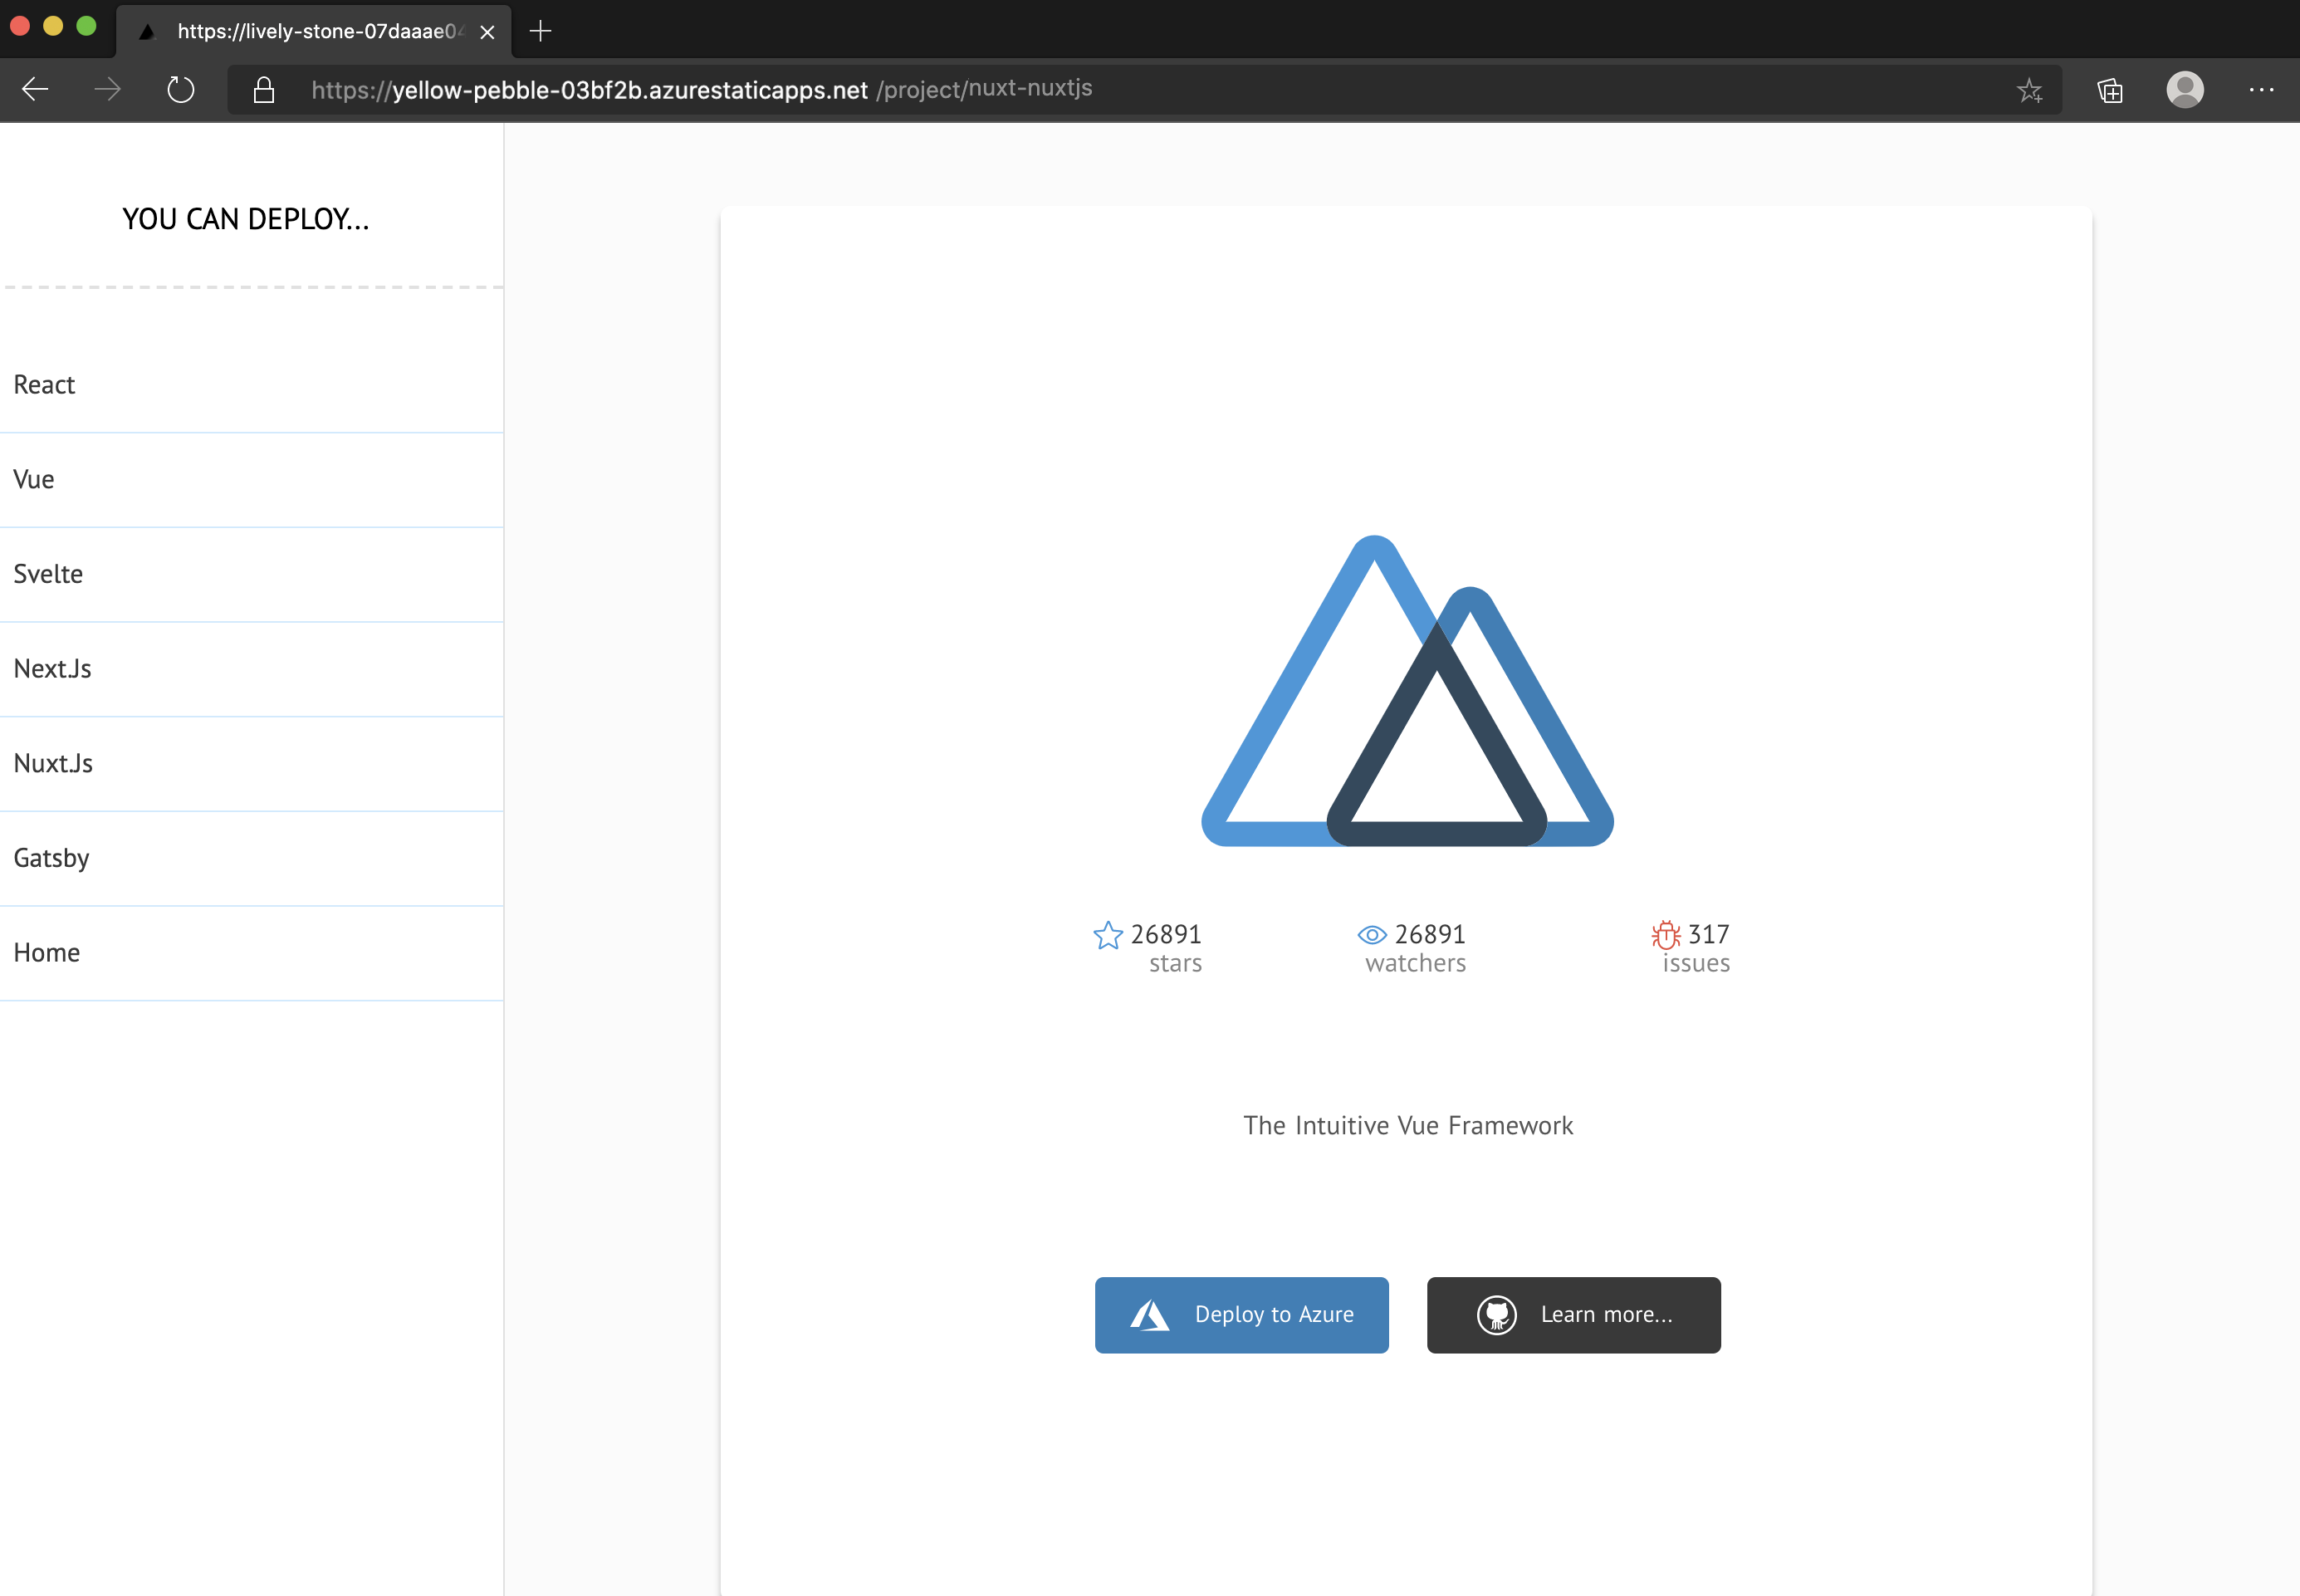 https://lively-stone-07daaae04
https://yellow-pebble-03bf2b.azurestaticapps.net /project/nuxt-nuxtjs
YOU CAN DEPLOY...
React
Vue
Svelte
Next.Js
Nuxt.Js
Gatsby
Home
26891 stars
26891 watchers
317 issues
The Intuitive Vue Framework
Deploy to Azure
Learn more...